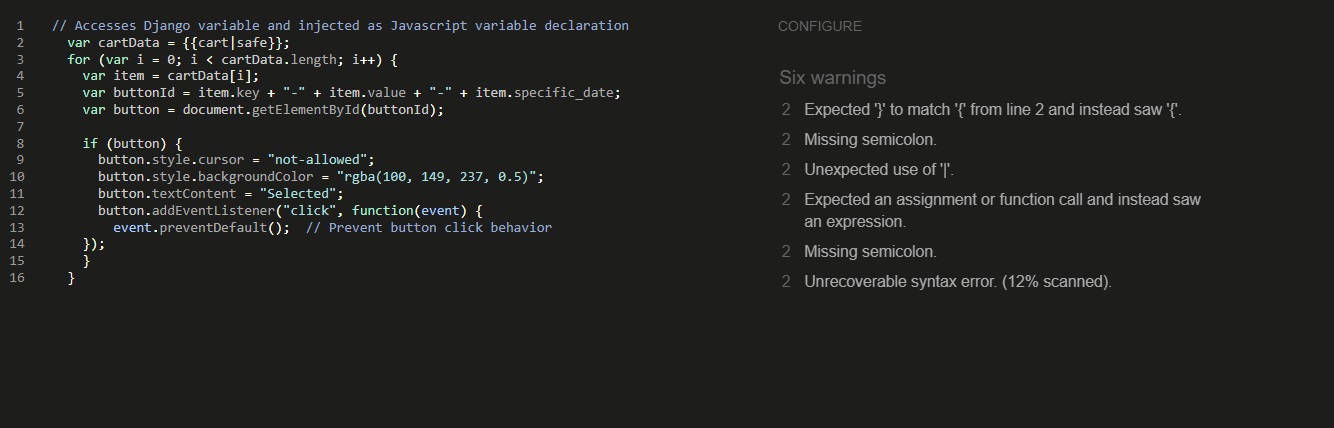 1 // Accesses Django variable and injected as Javascript variable declaration
2 var cartData = {{cart|safe}};
3 for (var i = 0; i < cartData.length; i++) {
4 var item = cartData[i];
5 var buttonId = item.key + "-" + item.value + "-" + item.specific_date;
6 var button = document.getElementById(buttonId);
7
8 if (button) {
9 button.style.cursor = "not-allowed";
10 button.style.backgroundColor = "rgba(100, 149, 237, 0.5)";
11 button.textContent = "Selected";
12 button.addEventListener("click", function(event) {
13 event.preventDefault();  // Prevent button click behavior
14 });
15 }
16 }
CONFIGURE
Six warnings
2 Expected '}' to match '{' from line 2 and instead saw '{'.
2 Missing semicolon.
2 Unexpected use of '|'.
2 Expected an assignment or function call and instead saw
an expression.
2 Missing semicolon.
2 Unrecoverable syntax error. (12% scanned).